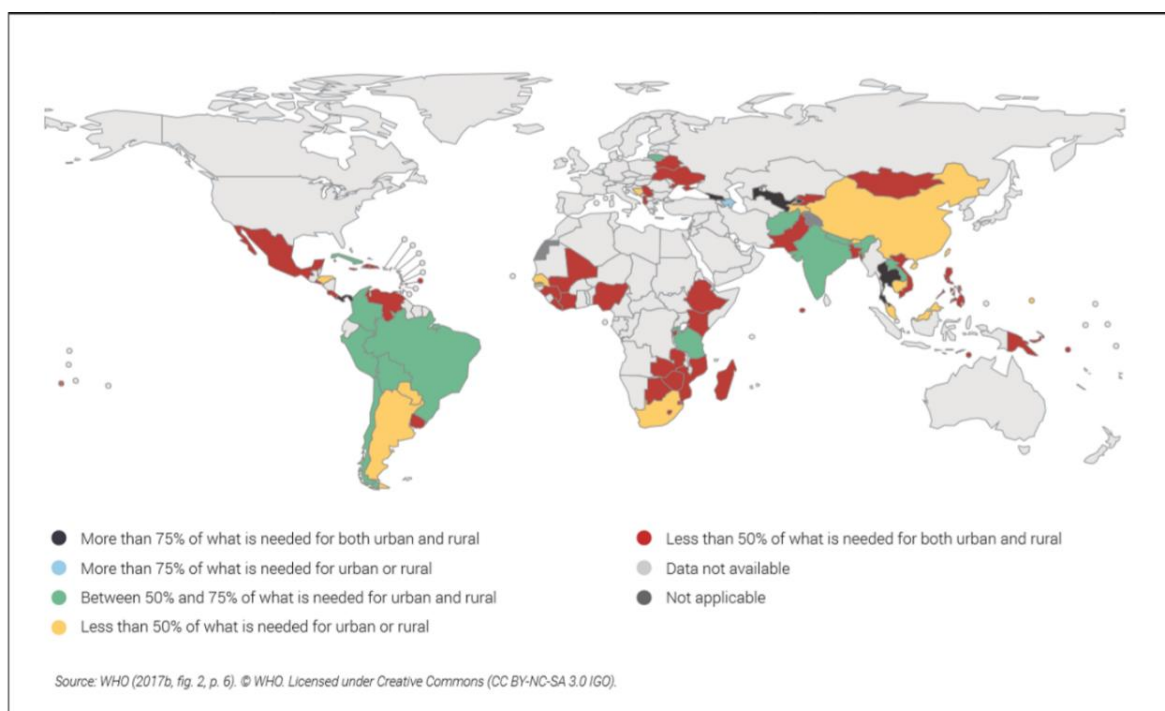 More than 75% of what is needed for both urban and rural
More than 75% of what is needed for urban or rural
Between 50% and 75% of what is needed for urban and rural
Less than 50% of what is needed for urban or rural
Less than 50% of what is needed for both urban and rural
Data not available
Not applicable
Source: WHO (2017b, fig. 2, p. 6). © WHO. Licensed under Creative Commons (CC BY-NC-SA 3.0 IGO).